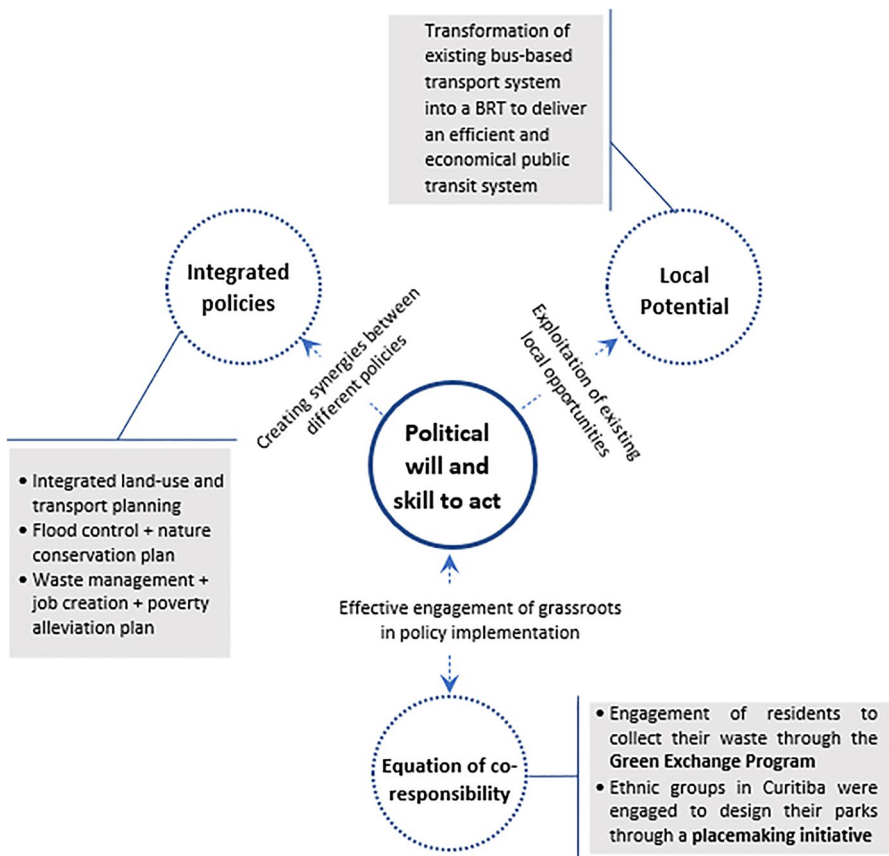 Transformation of
existing bus-based
transport system
into a BRT to deliver
an efficient and
economical public
transit system
Integrated
policies
Local
Potential
Creating synergies between
different policies
Exploitation of existing
local opportunities
Political
will and
skill to act
• Integrated land-use and
transport planning
• Flood control + nature
conservation plan
• Waste management +
job creation + poverty
alleviation plan
Effective engagement of grassroots
in policy implementation
Equation of co-
responsibility
• Engagement of residents to
collect their waste through the
Green Exchange Program
• Ethnic groups in Curitiba were
engaged to design their parks
through a placemaking initiative